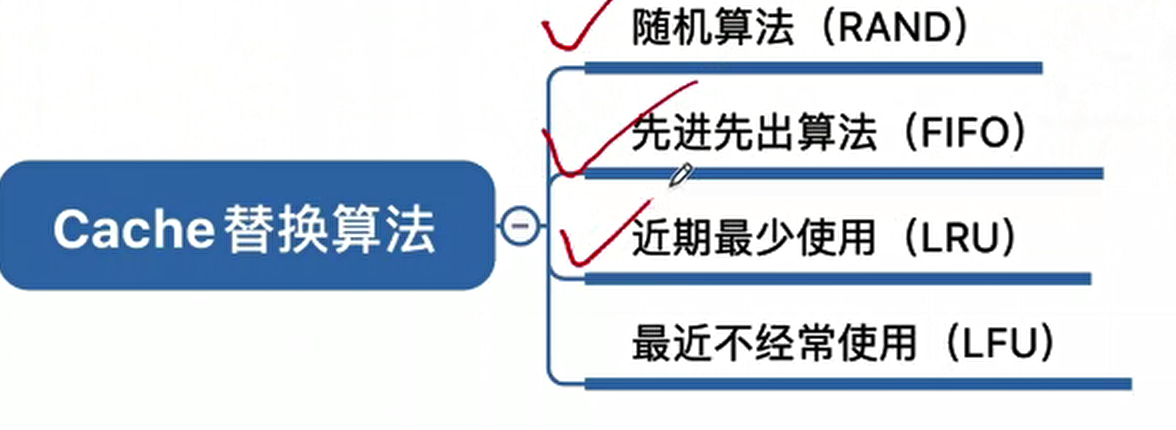 随机算法（RAND）
先进先出算法（FIFO）
Cache替换算法
近期最少使用（LRU）
最近不经常使用（LFU）